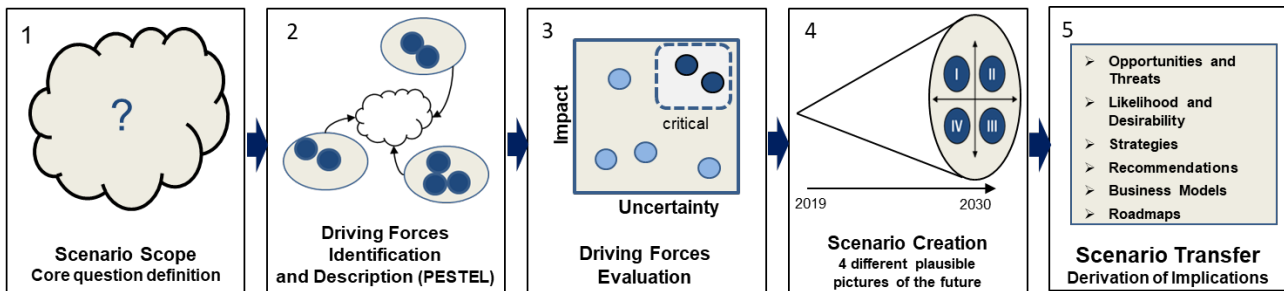 1
?
Scenario Scope
Core question definition
2
Driving Forces
Identification
and Description (PESTEL)
3
Impact
critical
Uncertainty
Driving Forces
Evaluation
4
I II
IV III
2019 2030
Scenario Creation
4 different plausible
pictures of the future
5
Opportunities and
Threats
Likelihood and
Desirability
Strategies
Recommendations
Business Models
Roadmaps
Scenario Transfer
Derivation of Implications